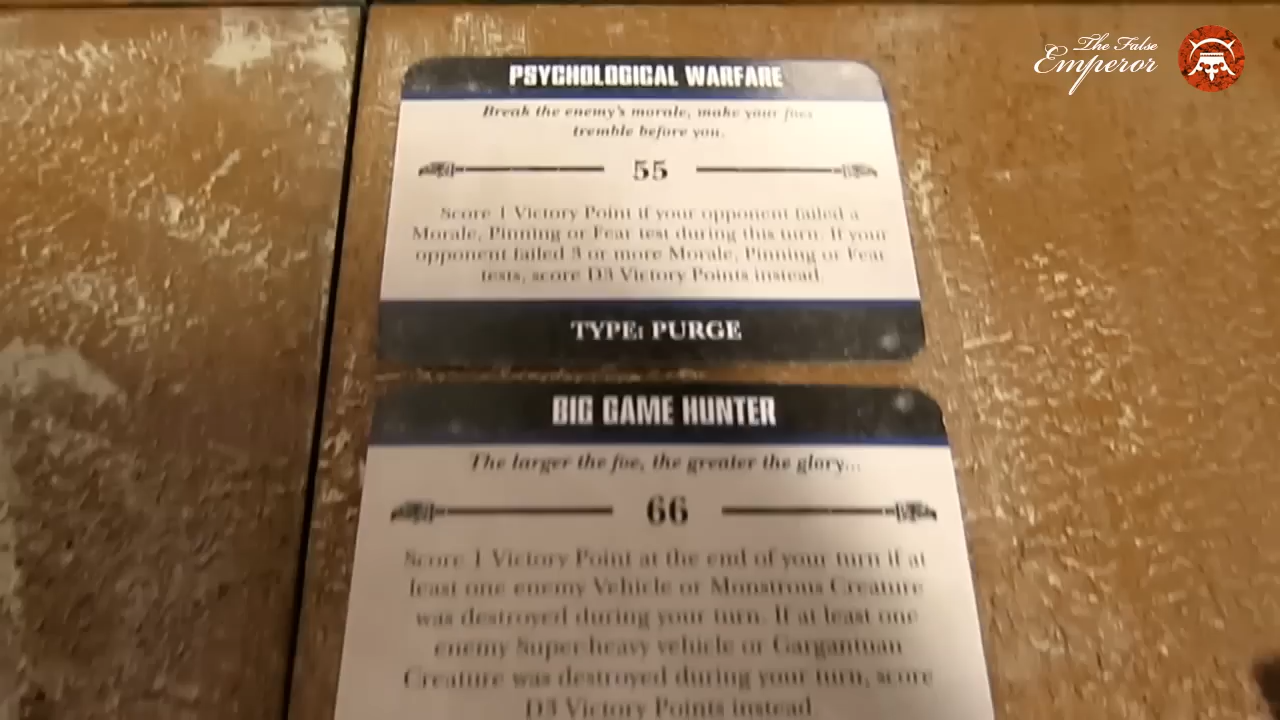 The False
Emperor
PSYCHOLOGICAL WARFARE
Break the enemy's morale, make your foes
tremble before you.
55
Score 1 Victory Point if your opponent failed a
Morale, Pinning or Fear test during this turn. If your
opponent failed 3 or more Morale, Pinning or Fear
tests, score D3 Victory Points instead.
TYPE: PURGE
BIG GAME HUNTER
The larger the foe, the greater the glory...
66
Score 1 Victory Point at the end of your turn if at
least one enemy Vehicle or Monstrous Creature
was destroyed during your turn. If at least one
enemy Super-heavy vehicle or Gargantuan
Creature was destroyed during your turn, score
D3 Victory Points instead